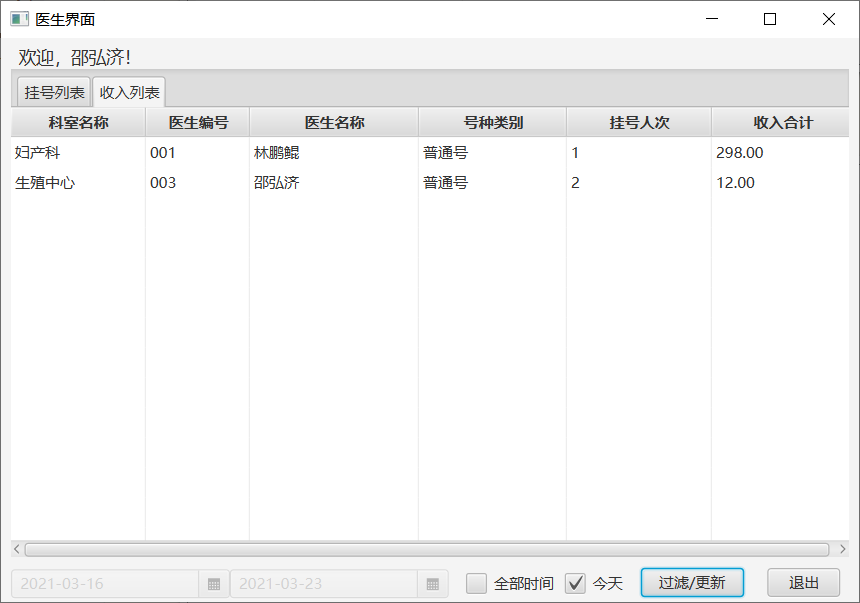 医生界面
欢迎，邵弘济！
挂号列表 收入列表
科室名称 医生编号 医生名称 号种类别 挂号人次 收入合计
妇产科 001 林鹏鲲 普通号 1 298.00
生殖中心 003 邵弘济 普通号 2 12.00
2021-03-16 2021-03-23 全部时间 今天 过滤/更新 退出